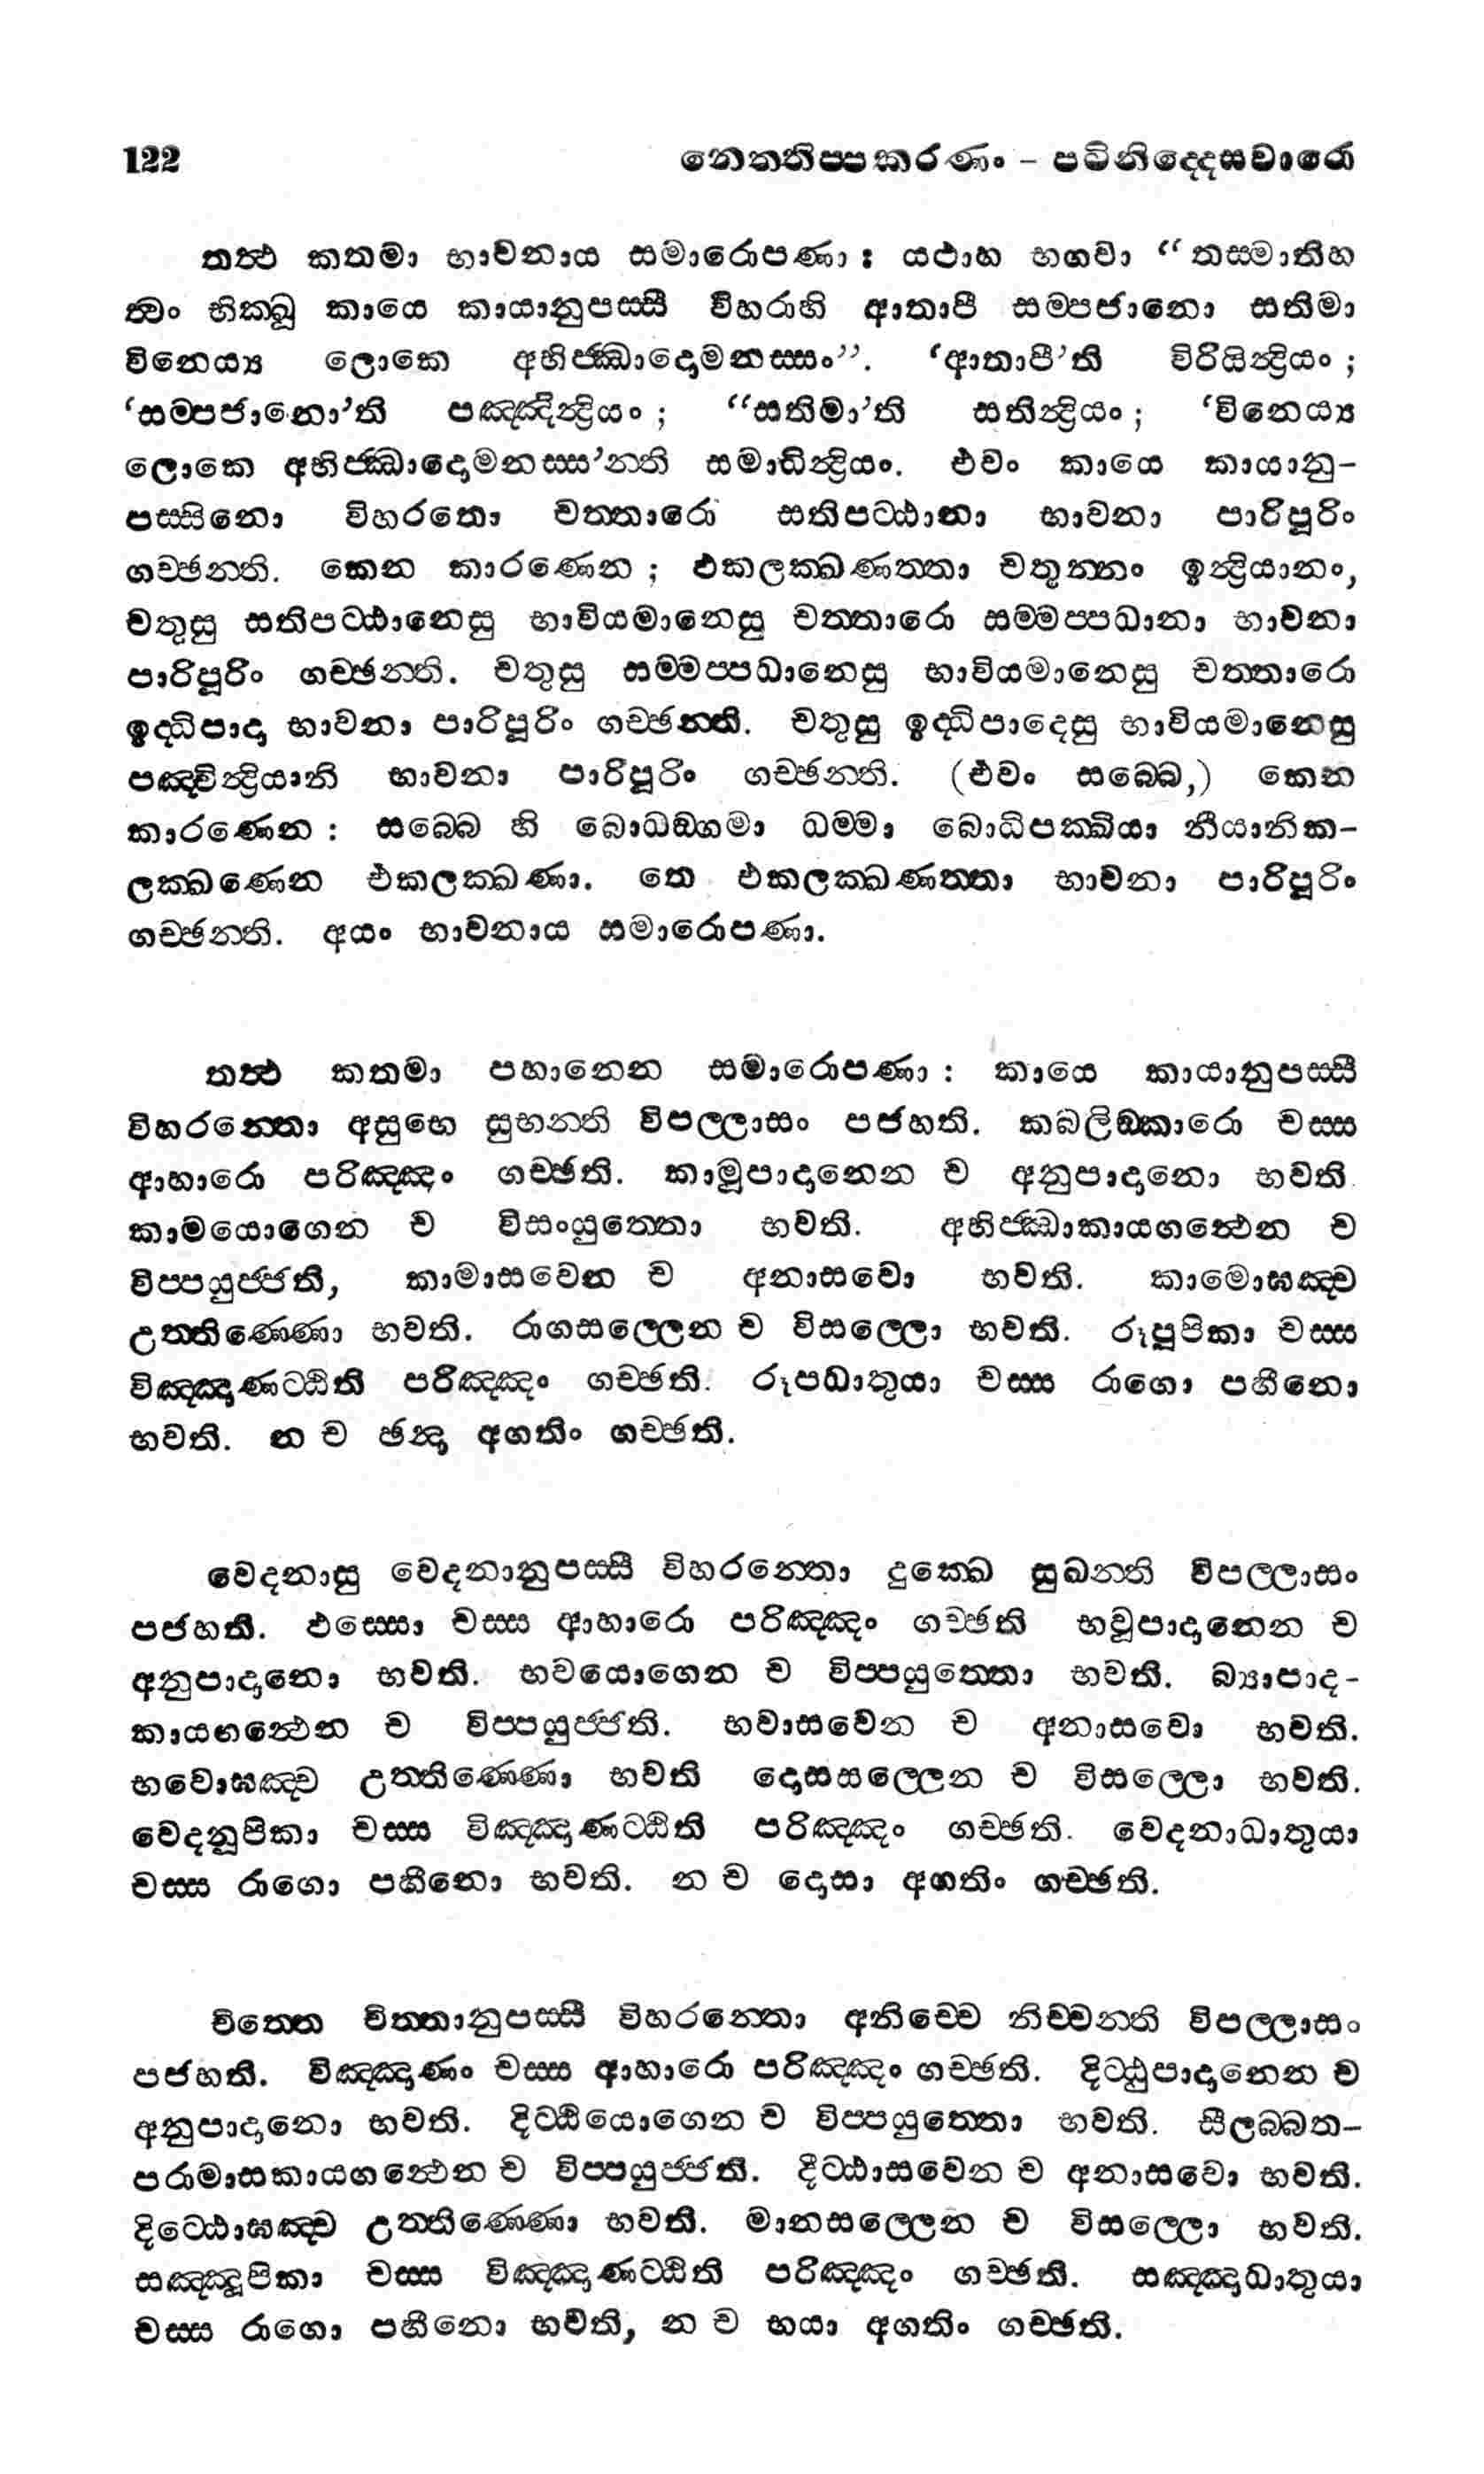 122 නෙත්තිප්පකරණං – පටිනිද්දෙසවාරො
තත්ථ කතමා භාවනාය සමාරොපණා : යථාහ භගවා “තස්මාතිහ
ත්වං භික්ඛු කායෙ කායානුපස්සී විහරාහි ආතාපී සම්පජානො සතිමා
විනෙය්‍ය ලොකෙ අභිජ්ඣාදොමනස්සං”. ‘ආතාපී’ති විරියින්ද්‍රියං ;
‘සම්පජානො’ති පඤ්ඤින්ද්‍රියං ; “සතිමා’ති සතින්ද්‍රියං ; ‘විනෙය්‍ය
ලොකෙ අභිජ්ඣාදොමනස්ස’න්ති සමාධින්ද්‍රියං. එවං කායෙ කායානු-
පස්සිනො විහරතො චත්තාරො සතිපට්ඨානා භාවනා පාරිපූරිං
ගච්ඡන්ති. කෙන කාරණෙන ; එකලක්ඛණත්තා චතුන්නං ඉන්ද්‍රියානං,
චතුසු සතිපට්ඨානෙසු භාවියමානෙසු චත්තාරො සම්මප්පධානා භාවනා
පාරිපූරිං ගච්ඡන්ති. චතුසු සම්මප්පධානෙසු භාවියමානෙසු චත්තාරො
ඉද්ධිපාදා භාවනා පාරිපූරිං ගච්ඡන්ති. චතුසු ඉද්ධිපාදෙසු භාවියමානෙසු
පඤ්චින්ද්‍රියානි භාවනා පාරිපූරිං ගච්ඡන්ති. (එවං සබ්බෙ,) කෙන
කාරණෙන : සබ්බෙ හි බොධඞ්ගමා ධම්මා බොධිපක්ඛියා නීයානික-
ලක්ඛණෙන එකලක්ඛණා. තෙ එකලක්ඛණත්තා භාවනා පාරිපූරිං
ගච්ඡන්ති. අයං භාවනාය සමාරොපණා.
තත්ථ කතමා පහානෙන සමාරොපණා : කායෙ කායානුපස්සී
විහරන්තො අසුභෙ සුභන්ති විපල්ලාසං පජහති. කබලිඞ්කාරො චස්ස
ආහාරො පරිඤ්ඤං ගච්ඡති. කාමූපාදානෙන ච අනුපාදානො භවති
කාමයොගෙන ච විසංයුත්තො භවති. අභිජ්ඣාකායගන්ථෙන ච
විප්පයුජ්ජති, කාමාසවෙන ච අනාසවො භවති. කාමොඝඤ්ච
උත්තිණ්ණො භවති. රාගසල්ලෙන ච විසල්ලො භවති. රූපූපිකා චස්ස
විඤ්ඤාණට්ඨිති පරිඤ්ඤං ගච්ඡති. රූපධාතුයා චස්ස රාගො පහීනො
භවති. න ච ඡන්දා අගතිං ගච්ඡති.
වෙදනාසු වෙදනානුපස්සී විහරන්තො දුක්ඛෙ සුඛන්ති විපල්ලාසං
පජහති. ඵස්සො චස්ස ආහාරො පරිඤ්ඤං ගච්ඡති භවූපාදානෙන ච
අනුපාදානො භවති. භවයොගෙන ච විප්පයුත්තො භවති. බ්‍යාපාද-
කායගන්ථෙන ච විප්පයුජ්ජති. භවාසවෙන ච අනාසවො භවති.
භවොඝඤ්ච උත්තිණ්ණො භවති දොසසල්ලෙන ච විසල්ලො භවති.
වෙදනූපිකා චස්ස විඤ්ඤාණට්ඨිති පරිඤ්ඤං ගච්ඡති. වෙදනාධාතුයා
චස්ස රාගො පහීනො භවති. න ච දොසා අගතිං ගච්ඡති.
චිත්තෙ චිත්තානුපස්සී විහරන්තො අනිච්චෙ නිච්චන්ති විපල්ලාසං
පජහති. විඤ්ඤාණං චස්ස ආහාරො පරිඤ්ඤං ගච්ඡති. දිට්ඨුපාදානෙන ච
අනුපාදානො භවති. දිට්ඨියොගෙන ච විප්පයුත්තො භවති. සීලබ්බත-
පරාමාසකායගන්ථෙන ච විප්පයුජ්ජති. දිට්ඨාසවෙන ච අනාසවො භවති.
දිට්ඨොඝඤ්ච උත්තිණ්ණො භවති. මානසල්ලෙන ච විසල්ලො භවති.
සඤ්ඤූපිකා චස්ස විඤ්ඤාණට්ඨිති පරිඤ්ඤං ගච්ඡති. සඤ්ඤාධාතුයා
චස්ස රාගො පහීනො භවති, න ච භයා අගතිං ගච්ඡති.